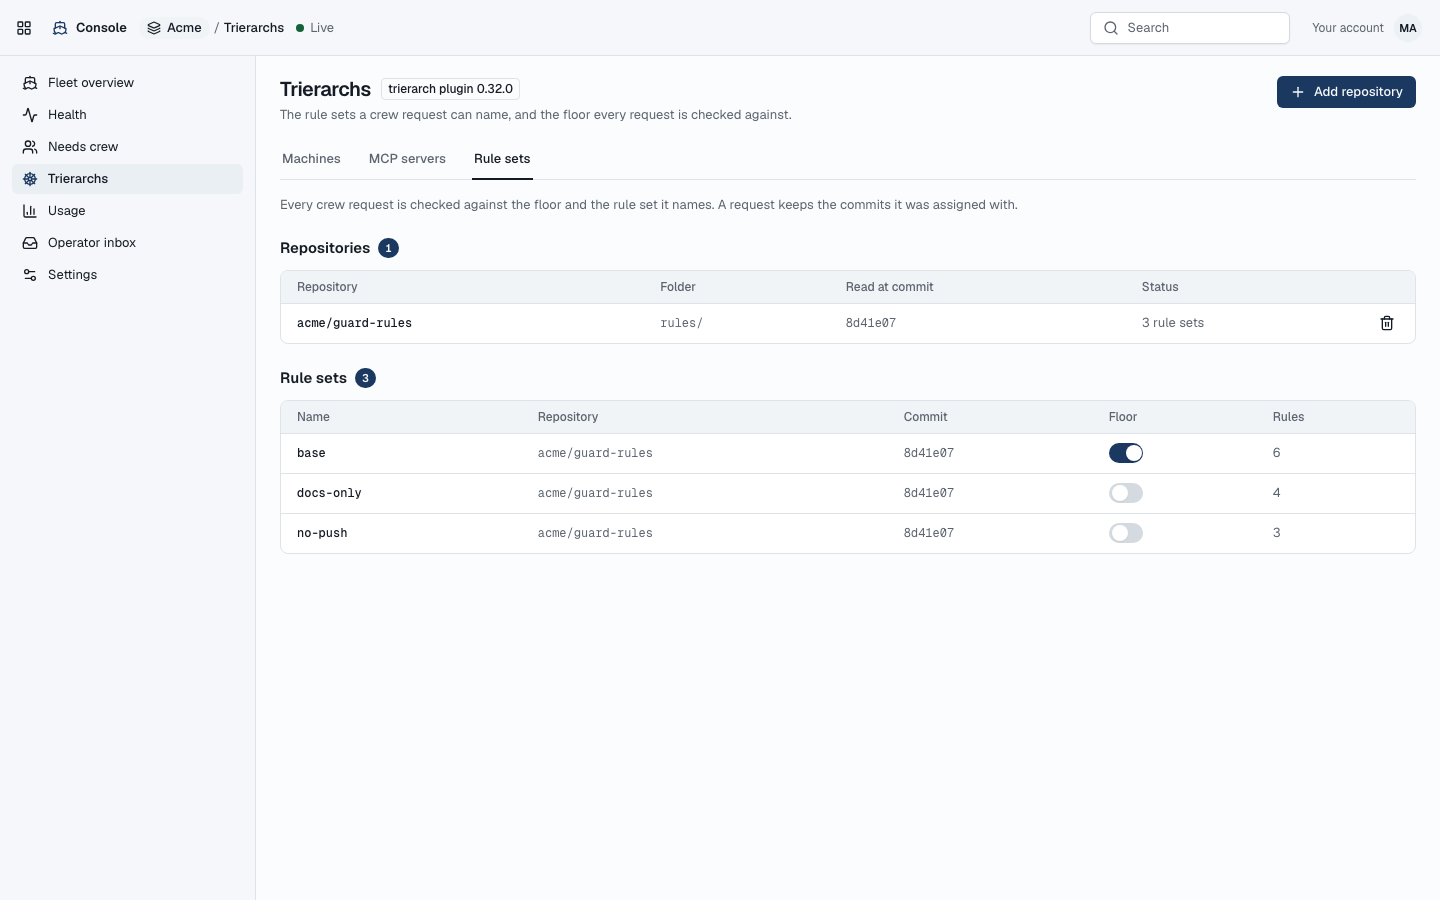 Console Acme / Trierarchs Live Search Your account MA
Fleet overview
Health
Needs crew
Trierarchs
Usage
Operator inbox
Settings
Trierarchs trierarch plugin 0.32.0 Add repository
The rule sets a crew request can name, and the floor every request is checked against.
Machines MCP servers Rule sets
Every crew request is checked against the floor and the rule set it names. A request keeps the commits it was assigned with.
Repositories 1
Repository Folder Read at commit Status
acme/guard-rules rules/ 8d41e07 3 rule sets
Rule sets 3
Name Repository Commit Floor Rules
base acme/guard-rules 8d41e07 6
docs-only acme/guard-rules 8d41e07 4
no-push acme/guard-rules 8d41e07 3